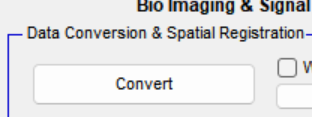 Bio Imaging & Signal
Data Conversion & Spatial Registration
Convert